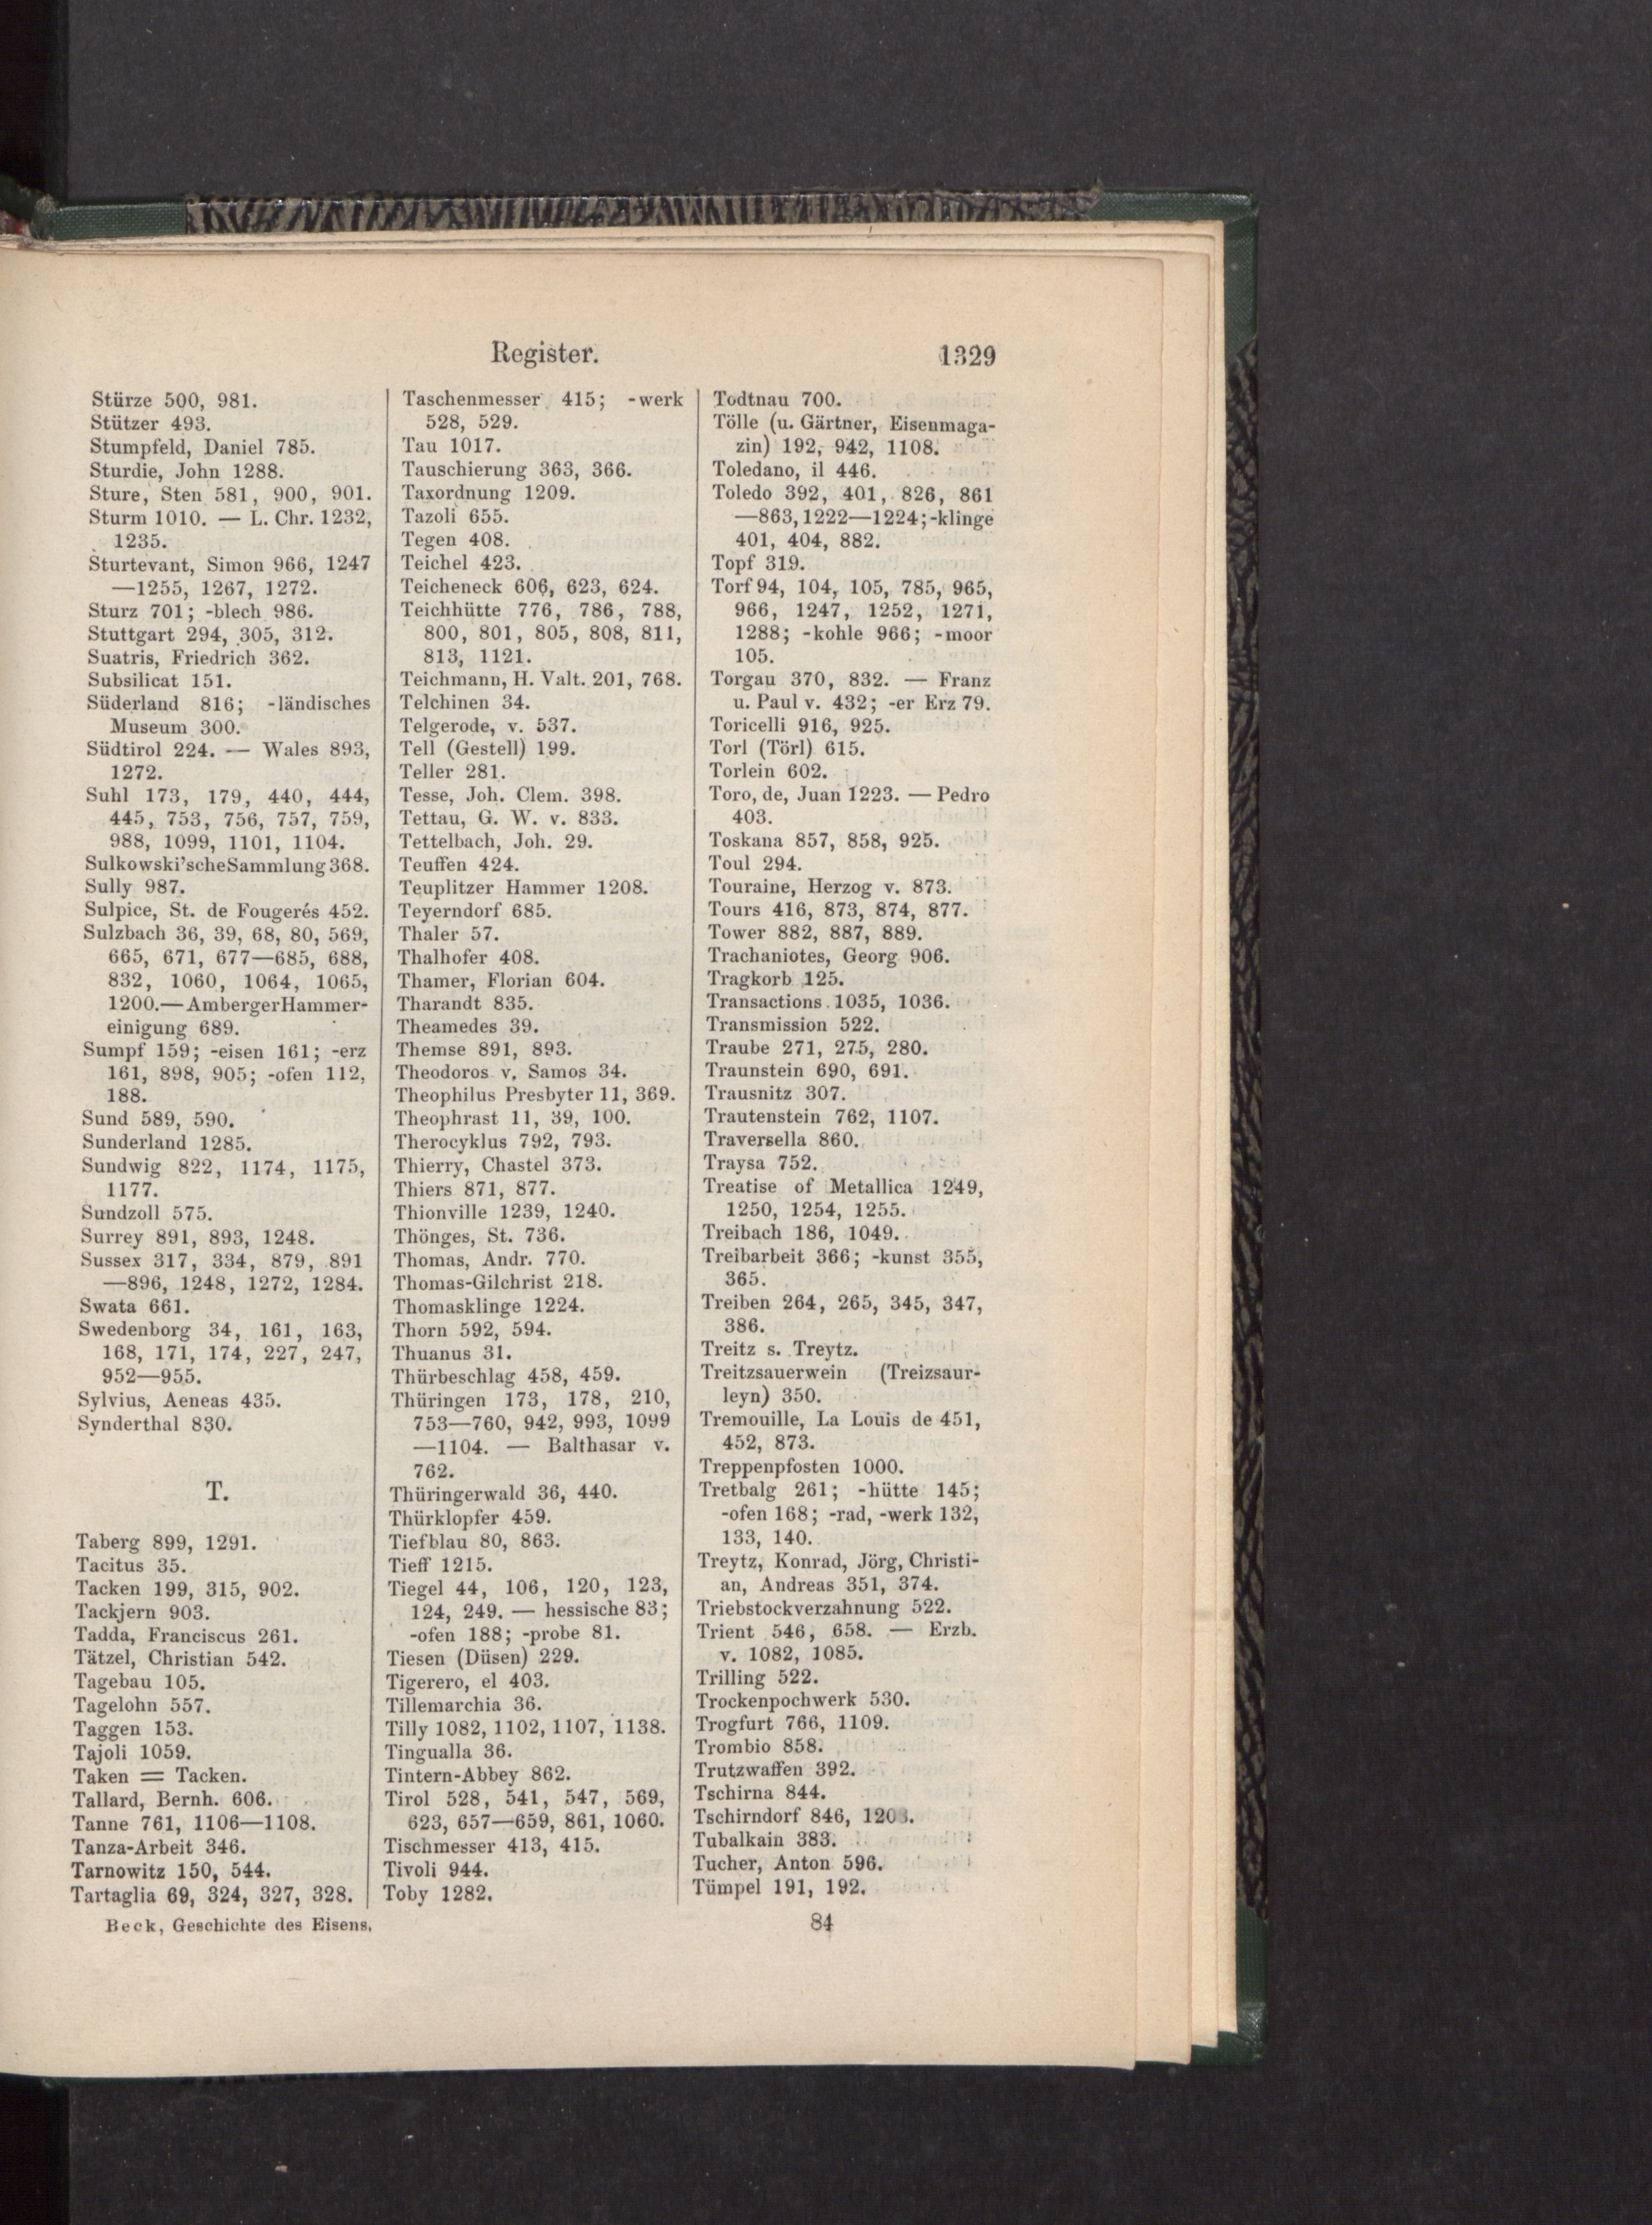 Register.
1329
Stürze 500, 981.
Stützer 493.
Stumpfeld, Daniel 785.
Sturdie, John 1288.
Sture, Sten 581, 900, 901.
Sturm 1010. — L. Chr. 1232,
1235.
Sturtevant, Simon 966, 1247
—1255, 1267, 1272.
Sturz 701; -blech 986.
Stuttgart 294, 305, 312.
Suatris, Friedrich 362.
Subsilicat 151.
Süderland 816; -ländisches
Museum 300.
Südtirol 224. — Wales 893,
1272.
Suhl 173, 179, 440, 444,
445, 753, 756, 757, 759,
988, 1099, 1101, 1104.
Sulkowski'sche Sammlung 368.
Sully 987.
Sulpice, St. de Fougerés 452.
Sulzbach 36, 39, 68, 80, 569,
665, 671, 677—685, 688,
832, 1060, 1064, 1065,
1200. — Amberger Hammer-
einigung 689.
Sumpf 159; -eisen 161; -erz
161, 898, 905; -ofen 112,
188.
Sund 589, 590.
Sunderland 1285.
Sundwig 822, 1174, 1175,
1177.
Sundzoll 575.
Surrey 891, 893, 1248.
Sussex 317, 334, 879, 891
—896, 1248, 1272, 1284.
Swata 661.
Swedenborg 34, 161, 163,
168, 171, 174, 227, 247,
952—955.
Sylvius, Aeneas 435.
Synderthal 830.
T.
Taberg 899, 1291.
Tacitus 35.
Tacken 199, 315, 902.
Tackjern 903.
Tadda, Franciscus 261.
Tätzel, Christian 542.
Tagebau 105.
Tagelohn 557.
Taggen 153.
Tajoli 1059.
Taken = Tacken.
Tallard, Bernh. 606.
Tanne 761, 1106—1108.
Tanza-Arbeit 346.
Tarnowitz 150, 544.
Tartaglia 69, 324, 327, 328.
Taschenmesser 415; -werk
528, 529.
Tau 1017.
Tauschierung 363, 366.
Taxordnung 1209.
Tazoli 655.
Tegen 408.
Teichel 423.
Teicheneck 606, 623, 624.
Teichhütte 776, 786, 788,
800, 801, 805, 808, 811,
813, 1121.
Teichmann, H. Valt. 201, 768.
Telchinen 34.
Telgerode, v. 537.
Tell (Gestell) 199.
Teller 281.
Tesse, Joh. Clem. 398.
Tettau, G. W. v. 833.
Tettelbach, Joh. 29.
Teuffen 424.
Teuplitzer Hammer 1208.
Teyerndorf 685.
Thaler 57.
Thalhofer 408.
Thamer, Florian 604.
Tharandt 835.
Theamedes 39.
Themse 891, 893.
Theodoros v. Samos 34.
Theophilus Presbyter 11, 369.
Theophrast 11, 39, 100.
Therocyklus 792, 793.
Thierry, Chastel 373.
Thiers 871, 877.
Thionville 1239, 1240.
Thönges, St. 736.
Thomas, Andr. 770.
Thomas-Gilchrist 218.
Thomasklinge 1224.
Thorn 592, 594.
Thuanus 31.
Thürbeschlag 458, 459.
Thüringen 173, 178, 210,
753—760, 942, 993, 1099
—1104. — Balthasar v.
762.
Thüringerwald 36, 440.
Thürklopfer 459.
Tiefblau 80, 863.
Tieff 1215.
Tiegel 44, 106, 120, 123,
124, 249. — hessische 83;
-ofen 188; -probe 81.
Tiesen (Düsen) 229.
Tigerero, el 403.
Tillemarchia 36.
Tilly 1082, 1102, 1107, 1138.
Tingualla 36.
Tintern-Abbey 862.
Tirol 528, 541, 547, 569,
623, 657—659, 861, 1060.
Tischmesser 413, 415.
Tivoli 944.
Toby 1282.
Todtnau 700.
Tölle (u. Gärtner, Eisenmaga-
zin) 192, 942, 1108.
Toledano, il 446.
Toledo 392, 401, 826, 861
—863, 1222—1224; -klinge
401, 404, 882.
Topf 319.
Torf 94, 104, 105, 785, 965,
966, 1247, 1252, 1271,
1288; -kohle 966; -moor
105.
Torgau 370, 832. — Franz
u. Paul v. 432; -er Erz 79.
Toricelli 916, 925.
Torl (Törl) 615.
Torlein 602.
Toro, de, Juan 1223. — Pedro
403.
Toskana 857, 858, 925.
Toul 294.
Touraine, Herzog v. 873.
Tours 416, 873, 874, 877.
Tower 882, 887, 889.
Trachaniotes, Georg 906.
Tragkorb 125.
Transactions 1035, 1036.
Transmission 522.
Traube 271, 275, 280.
Traunstein 690, 691.
Trausnitz 307.
Trautenstein 762, 1107.
Traversella 860.
Traysa 752.
Treatise of Metallica 1249,
1250, 1254, 1255.
Treibach 186, 1049.
Treibarbeit 366; -kunst 355,
365.
Treiben 264, 265, 345, 347,
386.
Treitz s. Treytz.
Treitzsauerwein (Treizsaur-
leyn) 350.
Tremouille, La Louis de 451,
452, 873.
Treppenpfosten 1000.
Tretbalg 261; -hütte 145;
-ofen 168; -rad, -werk 132,
133, 140.
Treytz, Konrad, Jörg, Christi-
an, Andreas 351, 374.
Triebstockverzahnung 522.
Trient 546, 658. — Erzb.
v. 1082, 1085.
Trilling 522.
Trockenpochwerk 530.
Trogfurt 766, 1109.
Trombio 858.
Trutzwaffen 392.
Tschirna 844.
Tschirndorf 846,
Tubalkain 383.
Tucher, Anton 596.
Tümpel 191, 192.
Beck, Geschichte des Eisens.
84